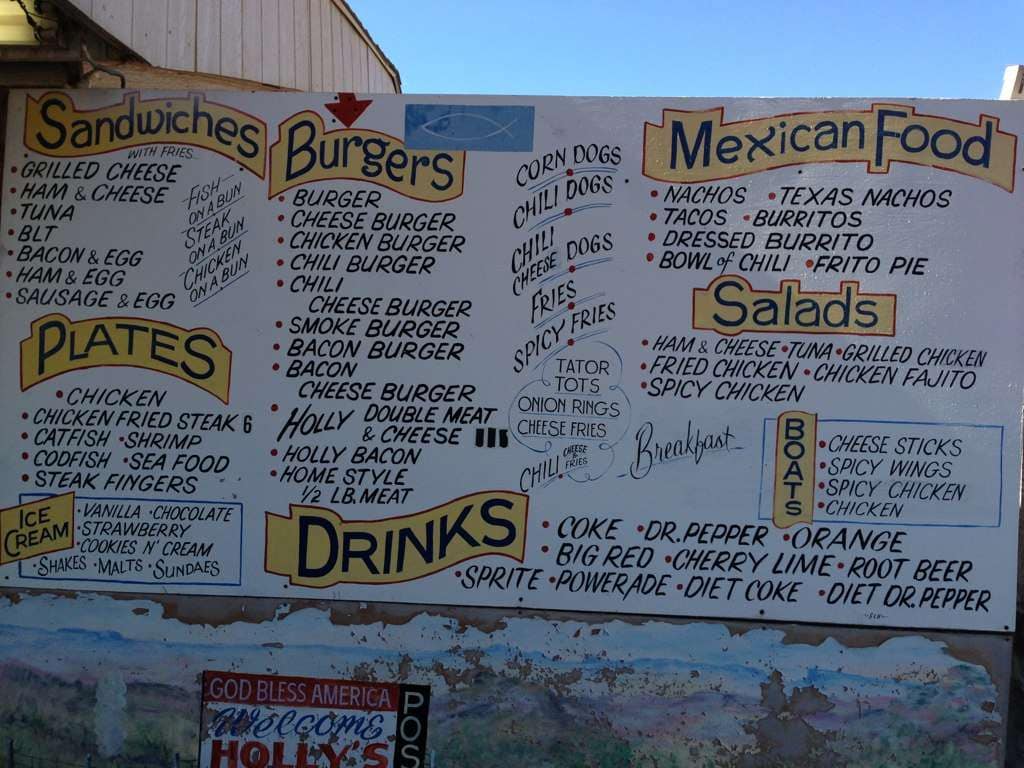 Sandwiches
WITH FRIES
• GRILLED CHEESE
• HAM & CHEESE
• TUNA
• BLT
• BACON & EGG
• HAM & EGG
• SAUSAGE & EGG
FISH
ON A BUN
STEAK
ON A BUN
CHICKEN
ON A BUN
PLATES
• CHICKEN
• CHICKEN FRIED STEAK 6
• CATFISH • SHRIMP
• CODFISH • SEA FOOD
• STEAK FINGERS
ICE
CREAM
• VANILLA • CHOCOLATE
• STRAWBERRY
• COOKIES N' CREAM
• SHAKES • MALTS • SUNDAES
Burgers
• BURGER
• CHEESE BURGER
• CHICKEN BURGER
• CHILI BURGER
• CHILI
CHEESE BURGER
• SMOKE BURGER
• BACON BURGER
• BACON
CHEESE BURGER
• HOLLY DOUBLE MEAT
& CHEESE
• HOLLY BACON
• HOME STYLE
1/2 LB. MEAT
CORN DOGS
CHILI DOGS
CHILI
CHEESE DOGS
FRIES
SPICY FRIES
TATOR
TOTS
ONION RINGS
CHEESE FRIES
CHILI CHEESE & FRIES
Breakfast
Mexican Food
• NACHOS • TEXAS NACHOS
• TACOS • BURRITOS
• DRESSED BURRITO
• BOWL of CHILI • FRITO PIE
Salads
• HAM & CHEESE • TUNA • GRILLED CHICKEN
• FRIED CHICKEN • CHICKEN FAJITO
• SPICY CHICKEN
BOATS
• CHEESE STICKS
• SPICY WINGS
• SPICY CHICKEN
• CHICKEN
DRINKS
• COKE • DR. PEPPER • ORANGE
• BIG RED • CHERRY LIME • ROOT BEER
• SPRITE • POWERADE • DIET COKE • DIET DR. PEPPER
GOD BLESS AMERICA
Welcome
HOLLY'S
POS